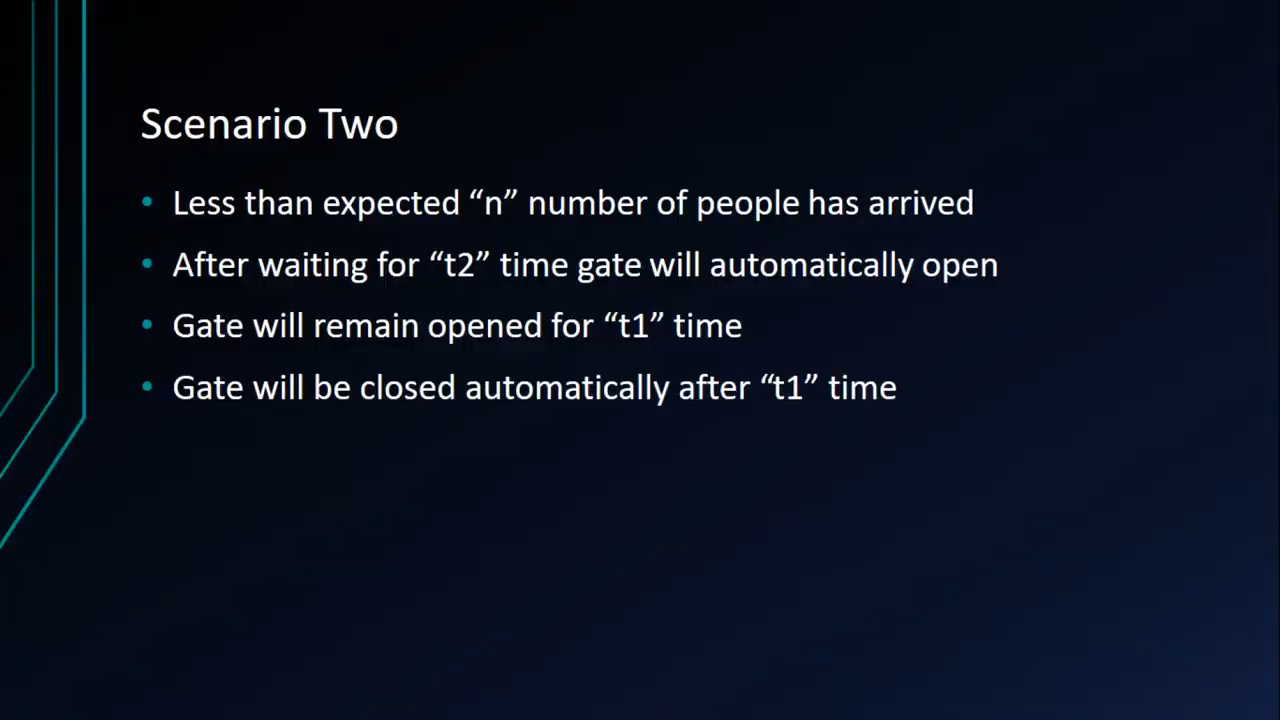 Scenario Two
• Less than expected “n” number of people has arrived
• After waiting for “t2” time gate will automatically open
• Gate will remain opened for “t1” time
• Gate will be closed automatically after “t1” time